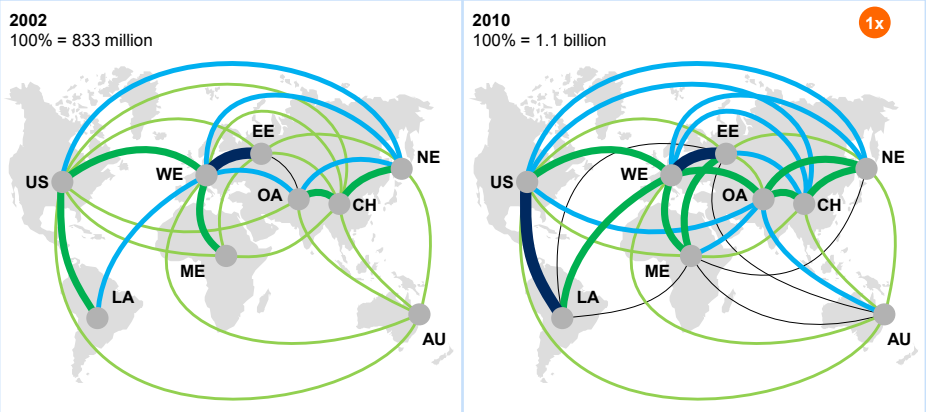 2002
100% = 833 million
EE
NE
US
WE
OA
CH
ME
LA
AU
2010
100% = 1.1 billion
1x
EE
NE
US
WE
OA
CH
ME
LA
AU